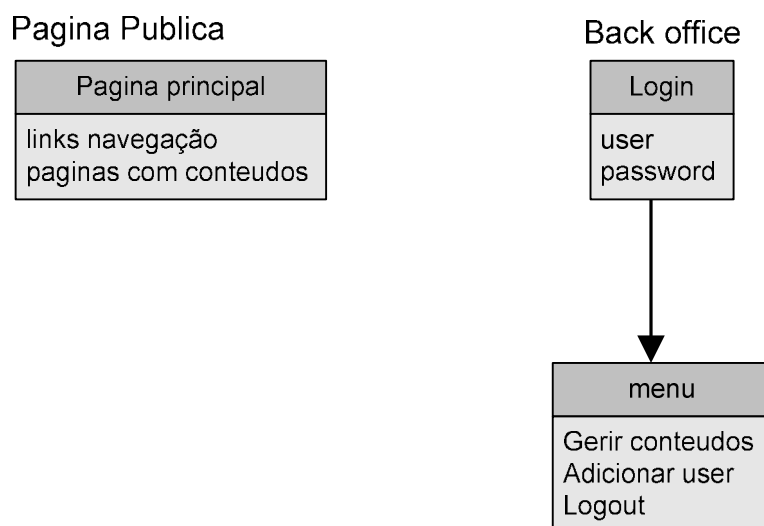 Pagina Publica
Pagina principal
links navegação
paginas com conteudos
Back office
Login
user
password
menu
Gerir conteudos
Adicionar user
Logout